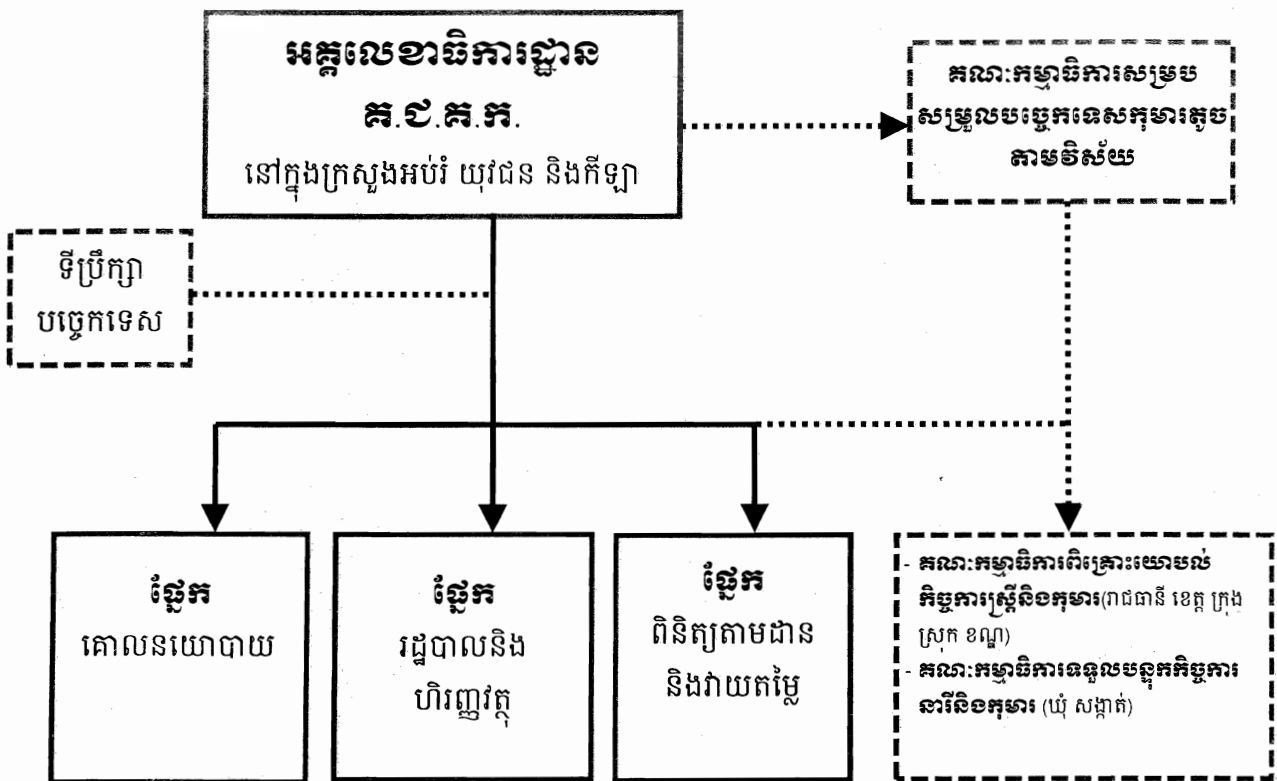 អគ្គលេខាធិការដ្ឋាន
គ.ជ.គ.ក.
នៅក្នុងក្រសួងអប់រំ យុវជន និងកីឡា
គណៈកម្មាធិការសម្រប
សម្រួលបច្ចេកទេសកុមារតូច
តាមវិស័យ
ទីប្រឹក្សា
បច្ចេកទេស
ផ្នែក
គោលនយោបាយ
ផ្នែក
រដ្ឋបាលនិង
ហិរញ្ញវត្ថុ
ផ្នែក
ពិនិត្យតាមដាន
និងវាយតម្លៃ
- គណៈកម្មាធិការពិគ្រោះយោបល់
កិច្ចការស្ត្រីនិងកុមារ(រាជធានី ខេត្ត ក្រុង
ស្រុក ខណ្ឌ)
- គណៈកម្មាធិការទទួលបន្ទុកកិច្ចការ
នារីនិងកុមារ (ឃុំ សង្កាត់)